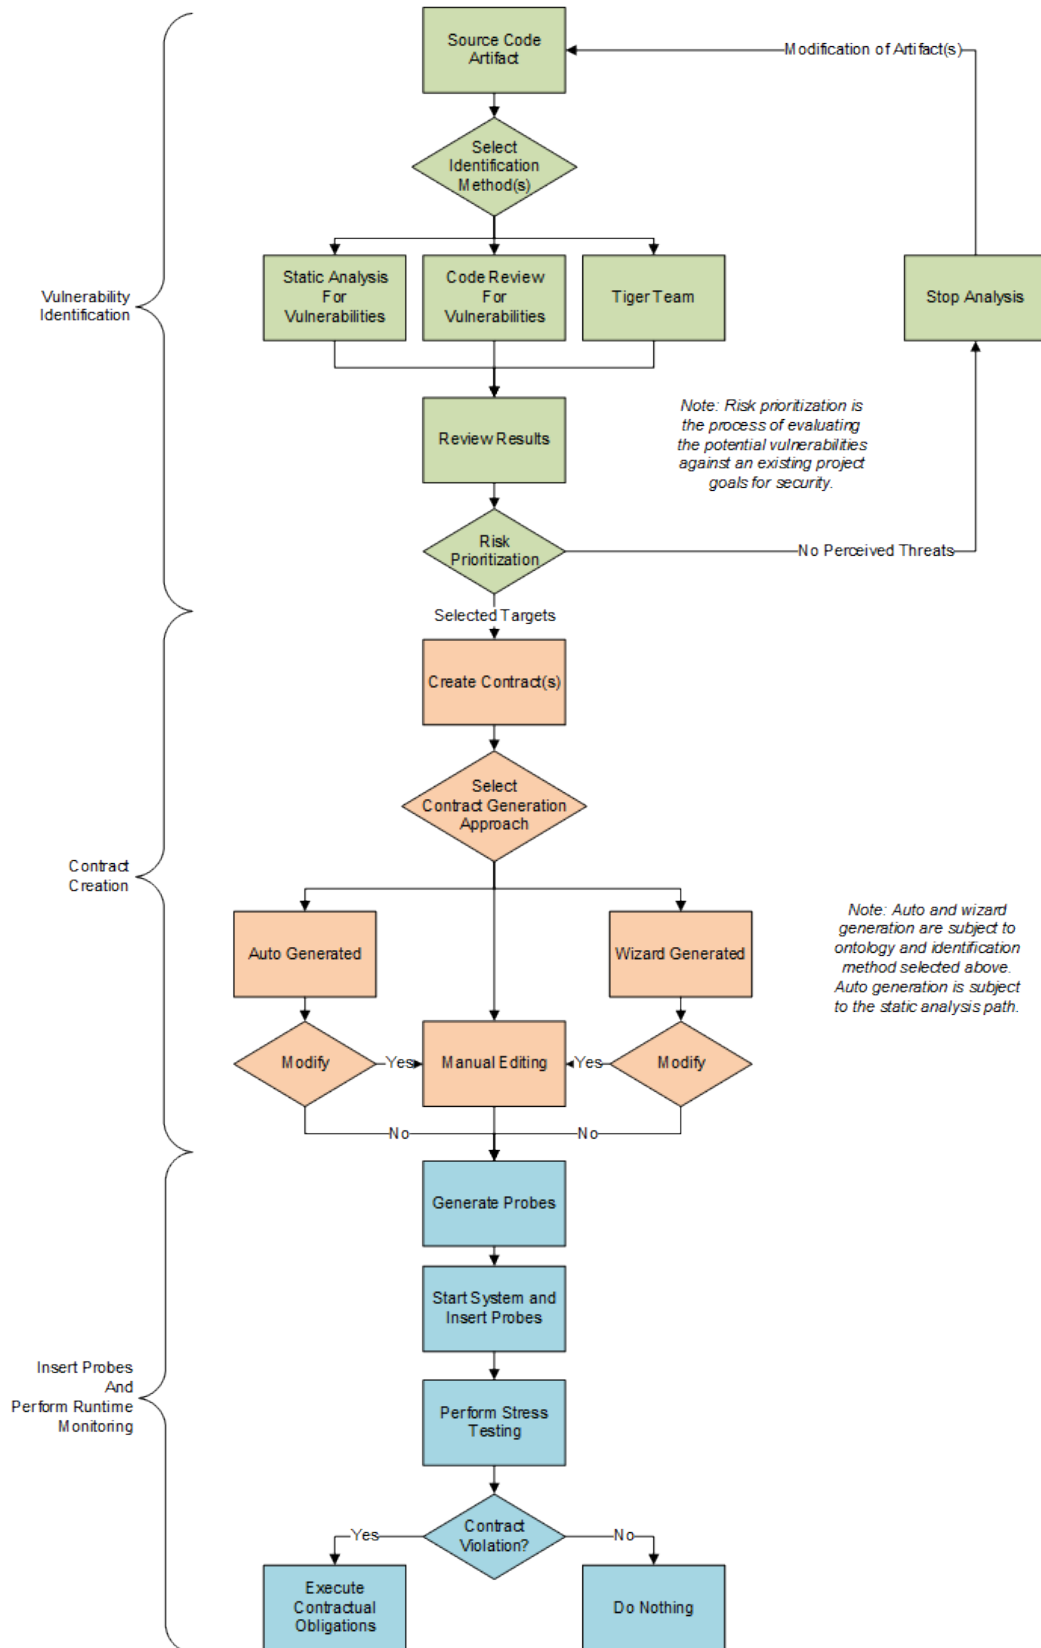 Source Code
Artifact
Modification of Artifact(s)
Select
Identification
Method(s)
Static Analysis
For
Vulnerabilities
Code Review
For
Vulnerabilities
Tiger Team
Stop Analysis
Vulnerability
Identification
Note: Risk prioritization is
the process of evaluating
the potential vulnerabilities
against an existing project
goals for security.
Review Results
Risk
Prioritization
No Perceived Threats
Selected Targets
Create Contract(s)
Select
Contract Generation
Approach
Contract
Creation
Auto Generated
Wizard Generated
Note: Auto and wizard
generation are subject to
ontology and identification
method selected above.
Auto generation is subject
to the static analysis path.
Modify
Yes
Manual Editing
Yes
Modify
No
No
Generate Probes
Start System and
Insert Probes
Insert Probes
And
Perform Runtime
Monitoring
Perform Stress
Testing
Contract
Violation?
Yes
No
Execute
Contractual
Obligations
Do Nothing